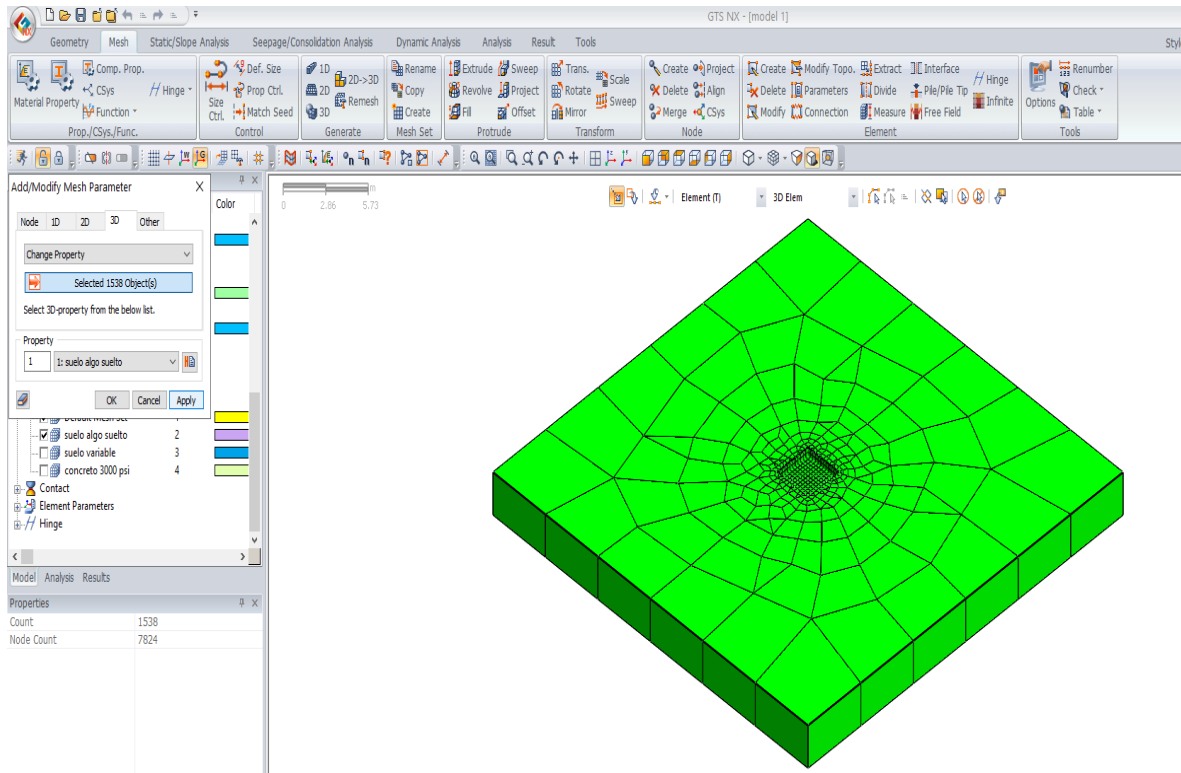 GTS NX - [model 1]
Geometry Mesh Static/Slope Analysis Seepage/Consolidation Analysis Dynamic Analysis Analysis Result Tools
Material Property Comp. Prop. CSys Function Hinge
Prop./CSys./Func.
Size Ctrl. Def. Size Prop Ctrl. Match Seed
Control
1D 2D 3D 2D->3D Remesh
Generate
Rename Copy Create
Mesh Set
Extrude Sweep Revolve Project Fill Offset
Protrude
Trans. Rotate Mirror Scale Sweep
Transform
Create Project Delete Align Merge CSys
Node
Create Modify Topo. Extract Interface Hinge
Delete Parameters Divide Pile/Pile Tip Infinite
Modify Connection Measure Free Field
Element
Options Renumber Check Table
Tools
Add/Modify Mesh Parameter
Node 1D 2D 3D Other
Change Property
Selected 1538 Object(s)
Select 3D-property from the below list.
Property
1 1: suelo algo suelto
OK Cancel Apply
Color
suelo algo suelto 2
suelo variable 3
concreto 3000 psi 4
Contact
Element Parameters
Hinge
Model Analysis Results
Properties
Count 1538
Node Count 7824
0 2.86 5.73 m
Element (T) 3D Elem